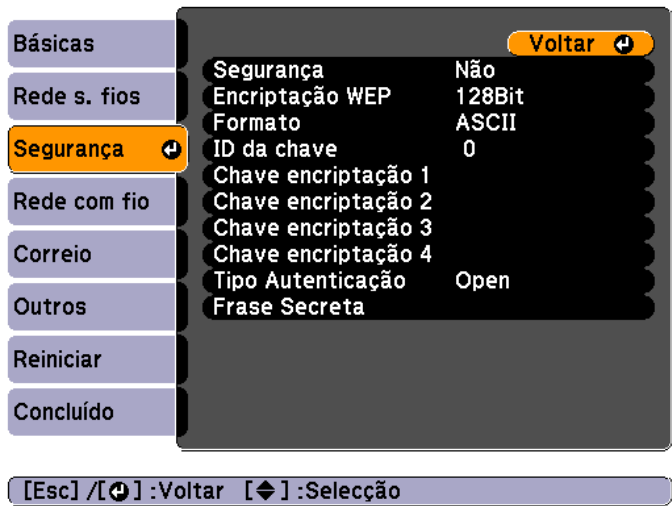 Básicas
Rede s. fios
Segurança
Rede com fio
Correio
Outros
Reiniciar
Concluído
Voltar
Segurança Não
Encriptação WEP 128Bit
Formato ASCII
ID da chave 0
Chave encriptação 1
Chave encriptação 2
Chave encriptação 3
Chave encriptação 4
Tipo Autenticação Open
Frase Secreta
[Esc] /[⏎] :Voltar [◆] :Selecção